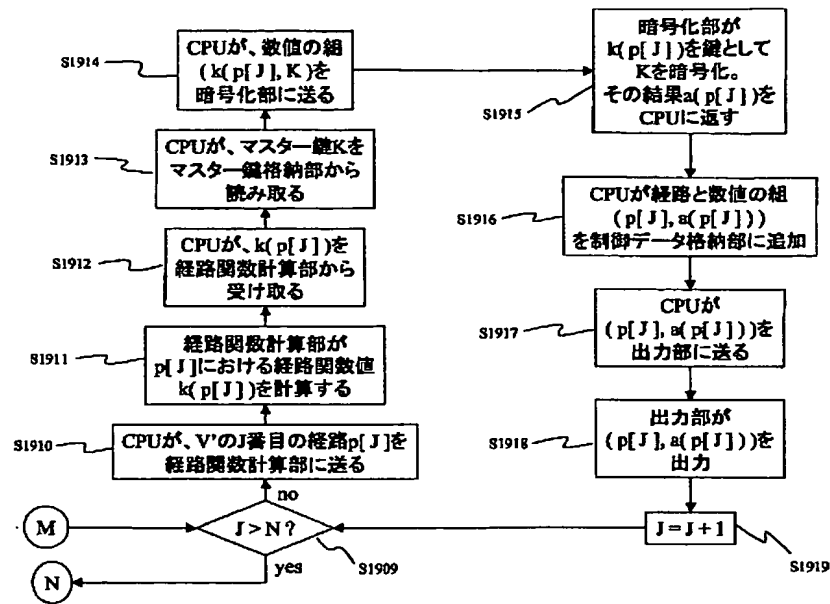 S1914
CPUが、数値の組
(k(p[J],K)を
暗号化部に送る
S1913
CPUが、マスター鍵Kを
マスター鍵格納部から
読み取る
S1912
CPUが、k(p[J])を
経路関数計算部から
受け取る
S1911
経路関数計算部が
p[J]における経路関数値
k(p[J])を計算する
S1910
CPUが、V'のJ番目の経路p[J]を
経路関数計算部に送る
no
M
J>N?
yes
S1909
N
暗号化部が
k(p[J])を鍵として
Kを暗号化。
その結果a(p[J])を
CPUに返す
S1915
CPUが経路と数値の組
(p[J],a(p[J]))
を制御データ格納部に追加
S1916
CPUが
(p[J],a(p[J]))を
出力部に送る
S1917
出力部が
(p[J],a(p[J]))を
出力
S1918
J=J+1
S1919